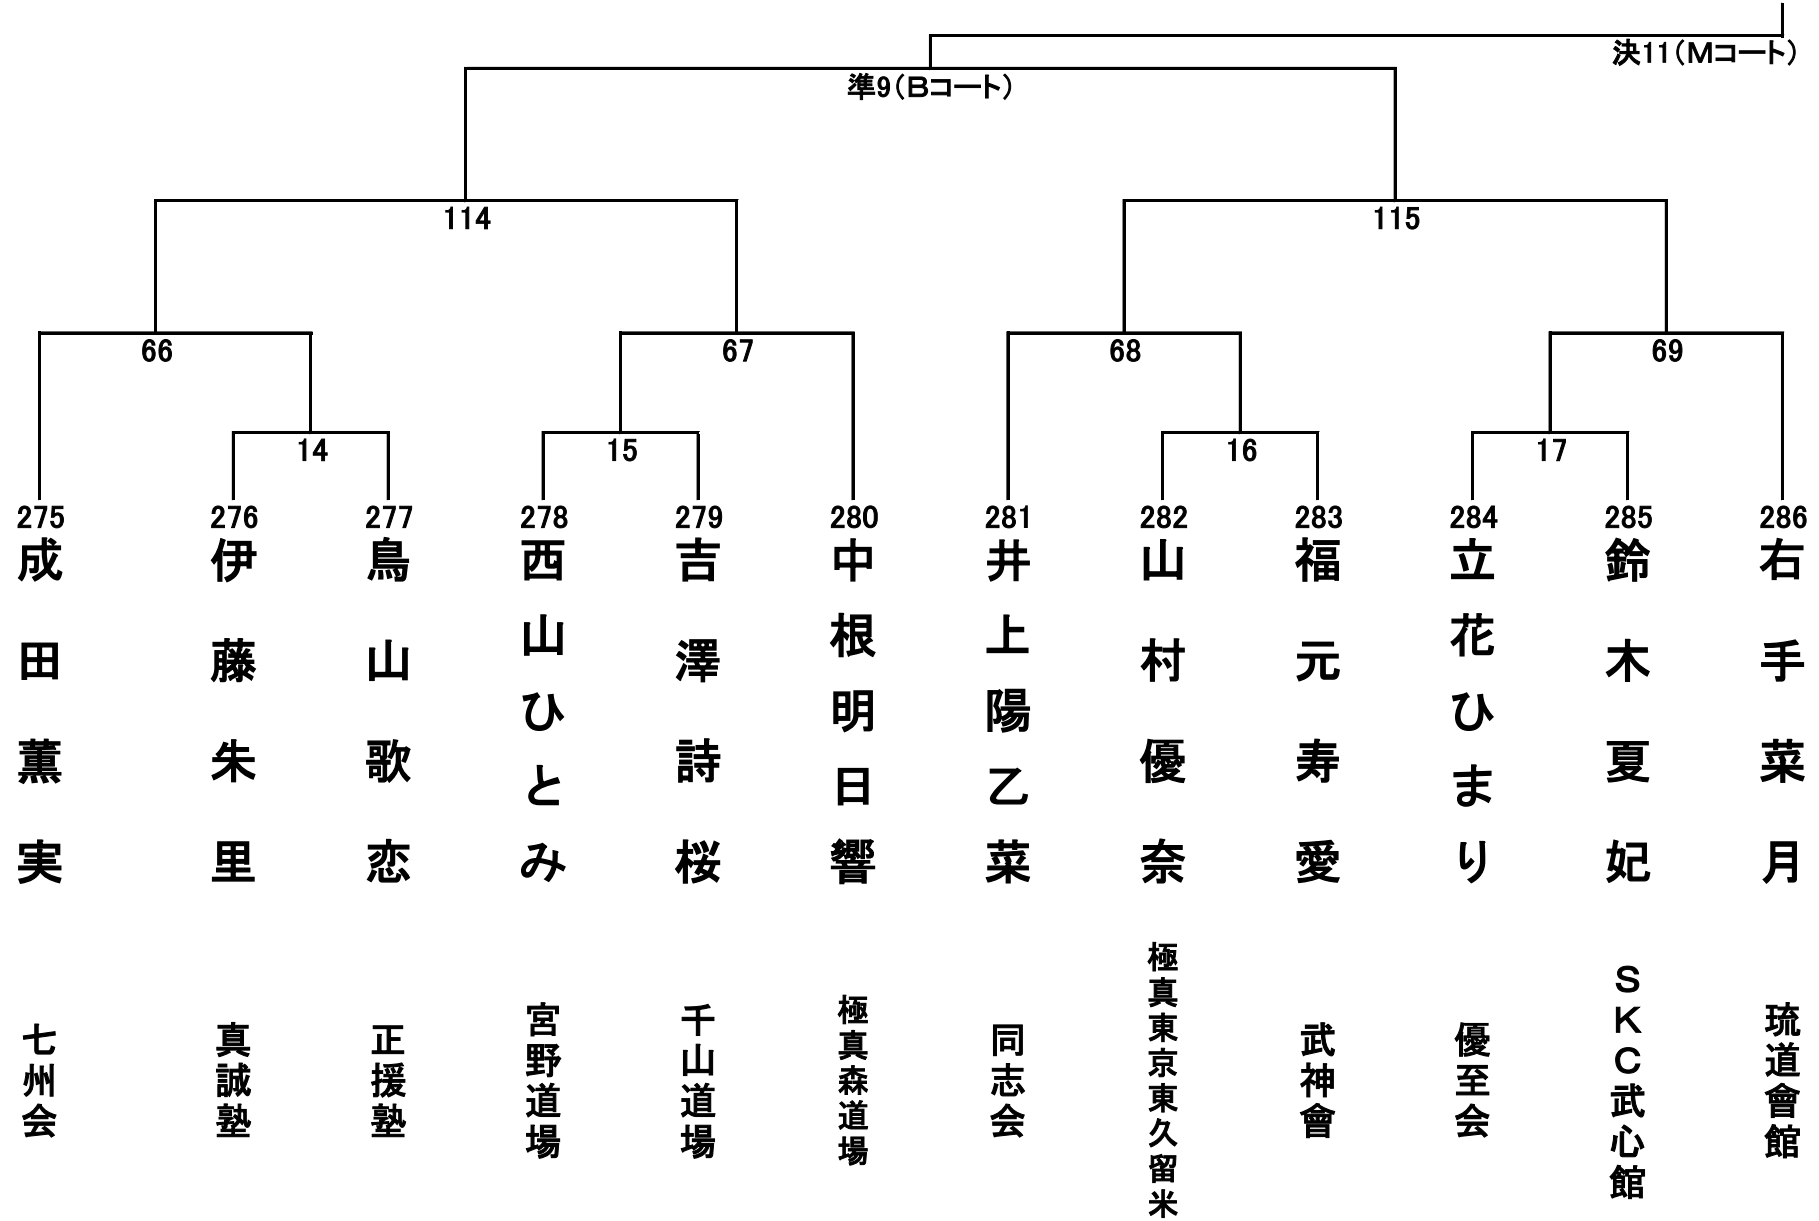 決11(Mコート)
準9(Bコート)
114
115
66
67
68
69
14
15
16
17
275
276
277
278
279
280
281
282
283
284
285
286
成田薫実
伊藤朱里
鳥山歌恋
西山ひとみ
吉澤詩桜
中根明日響
井上陽乙菜
山村優奈
福元寿愛
立花ひまり
鈴木夏妃
右手菜月
七州会
真誠塾
正援塾
宮野道場
千山道場
極真森道場
同志会
極真東京東久留米
武神會
優至会
SKC武心館
琉道會館